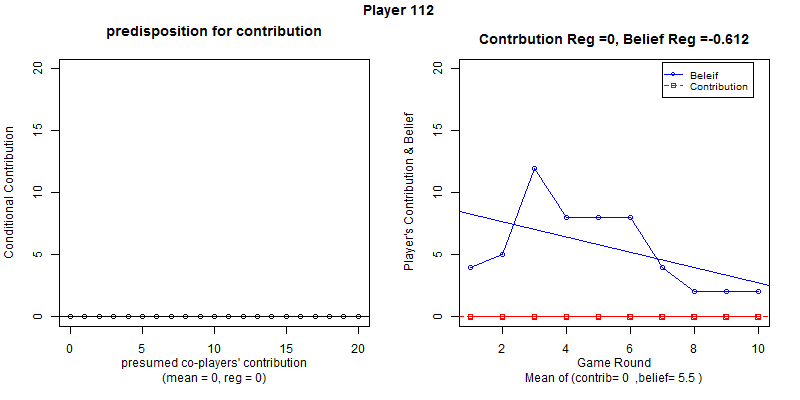 Player 112
predisposition for contribution
Conditional Contribution
20
15
10
5
0
0 5 10 15 20
presumed co-players' contribution
(mean = 0, reg = 0)
Contrbution Reg =0, Belief Reg =-0.612
Player's Contribution & Belief
20
15
10
5
0
Beleif
Contribution
2 4 6 8 10
Game Round
Mean of (contrib= 0 ,belief= 5.5 )